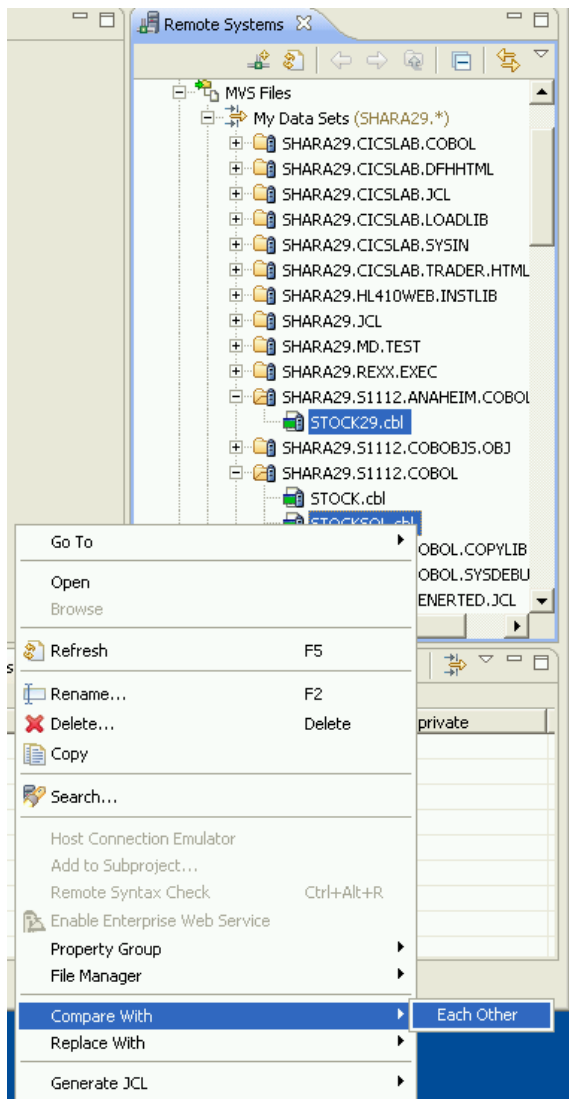 Remote Systems
MVS Files
My Data Sets (SHARA29.*)
SHARA29.CICSLAB.COBOL
SHARA29.CICSLAB.DFHHTML
SHARA29.CICSLAB.JCL
SHARA29.CICSLAB.LOADLIB
SHARA29.CICSLAB.SYSIN
SHARA29.CICSLAB.TRADER.HTML
SHARA29.HL410WEB.INSTLIB
SHARA29.JCL
SHARA29.MD.TEST
SHARA29.REXX.EXEC
SHARA29.S1112.ANAHEIM.COBOL
STOCK29.cbl
SHARA29.S1112.COBOBJS.OBJ
SHARA29.S1112.COBOL
STOCK.cbl
STOCKSQL.cbl
OBOL.COPYLIB
OBOL.SYSDEBU
ENERTED.JCL
Go To
Open
Browse
Refresh F5
s
Rename... F2
Delete... Delete
private
Copy
Search...
Host Connection Emulator
Add to Subproject...
Remote Syntax Check Ctrl+Alt+R
Enable Enterprise Web Service
Property Group
File Manager
Compare With
Each Other
Replace With
Generate JCL